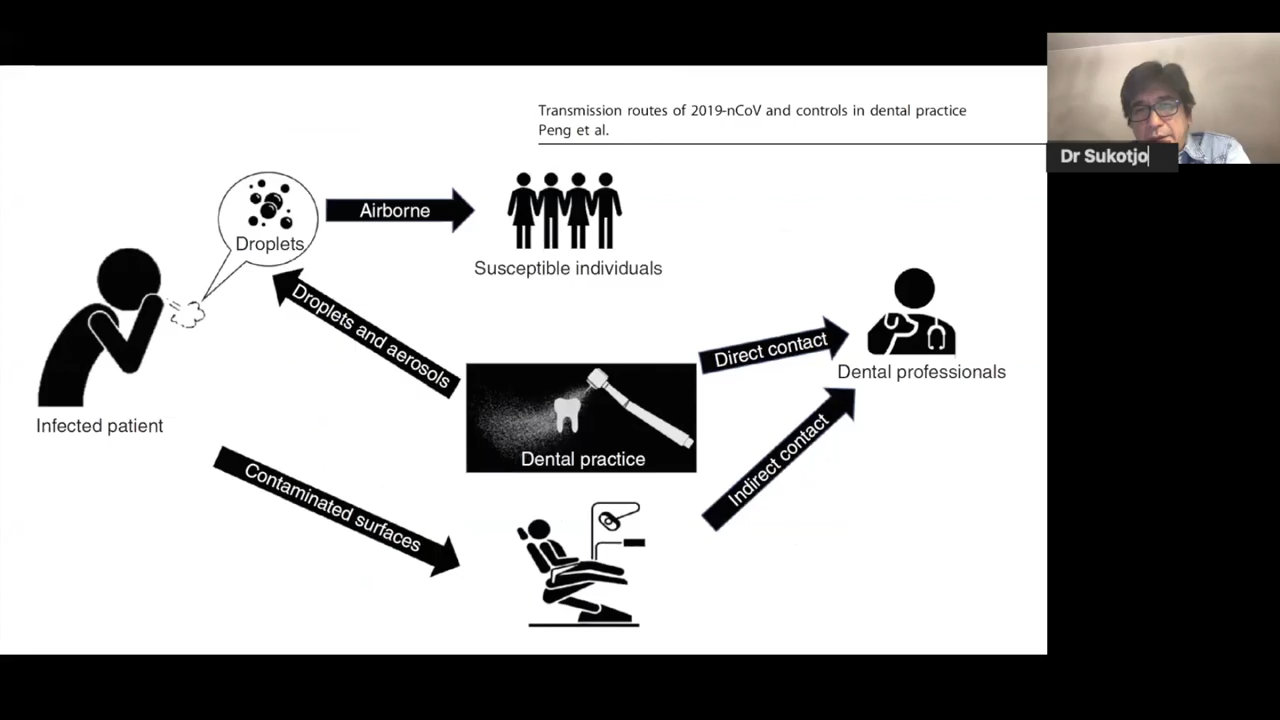 Transmission routes of 2019-nCoV and controls in dental practice
Peng et al.
Dr Sukotjo
Airborne
Droplets
Susceptible individuals
Droplets and aerosols
Direct contact
Dental professionals
Infected patient
Dental practice
Indirect contact
Contaminated surfaces